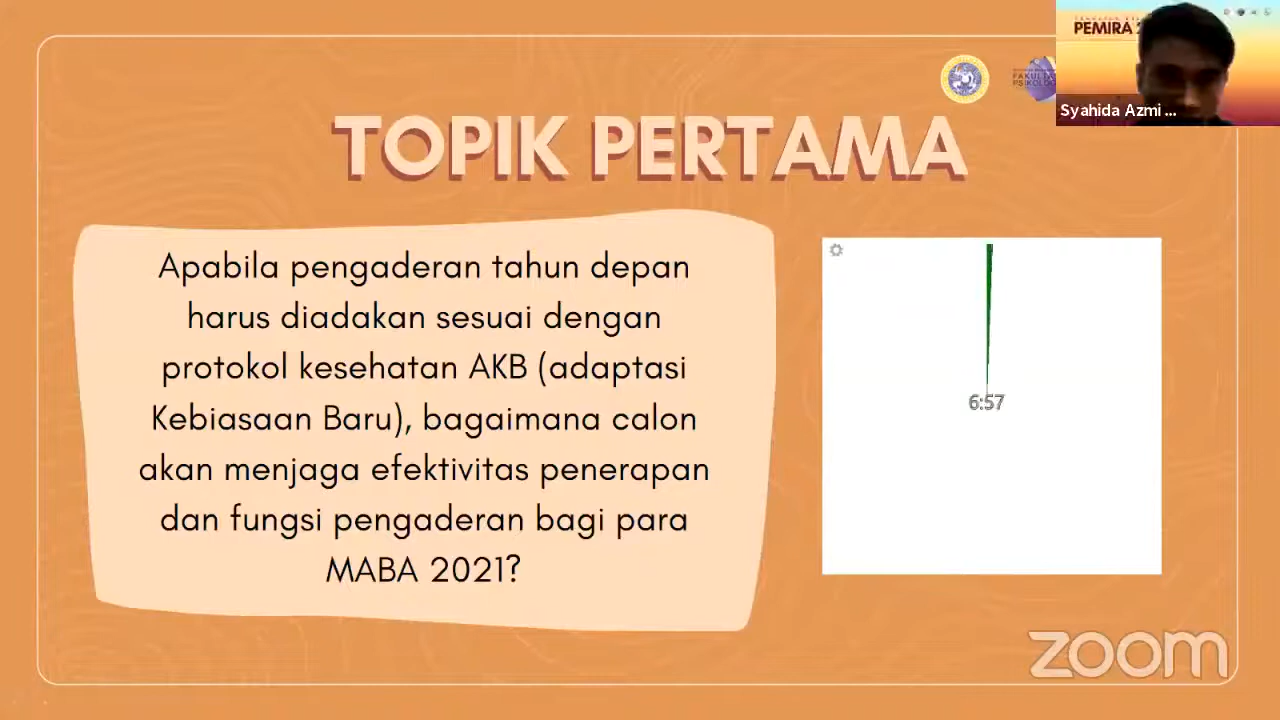 PEMIRA
Syahida Azmi ...
TOPIK PERTAMA
Apabila pengaderan tahun depan
harus diadakan sesuai dengan
protokol kesehatan AKB (adaptasi
Kebiasaan Baru), bagaimana calon
akan menjaga efektivitas penerapan
dan fungsi pengaderan bagi para
MABA 2021?
6:57
zoom